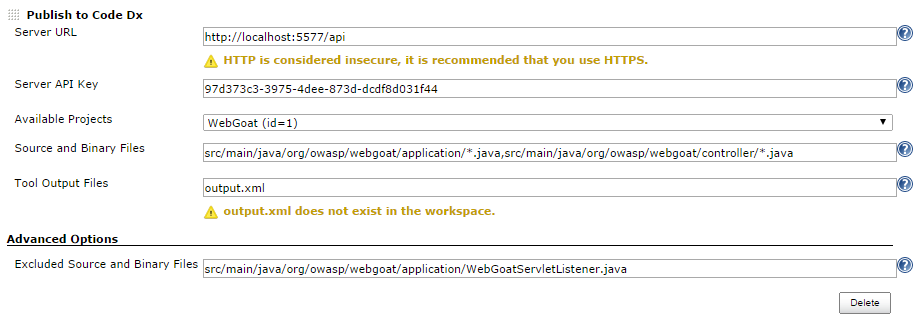 Publish to Code Dx
Server URL
http://localhost:5577/api
HTTP is considered insecure, it is recommended that you use HTTPS.
Server API Key
97d373c3-3975-4dee-873d-dcdf8d031f44
Available Projects
WebGoat (id=1)
Source and Binary Files
src/main/java/org/owasp/webgoat/application/*.java,src/main/java/org/owasp/webgoat/controller/*.java
Tool Output Files
output.xml
output.xml does not exist in the workspace.
Advanced Options
Excluded Source and Binary Files
src/main/java/org/owasp/webgoat/application/WebGoatServletListener.java
Delete